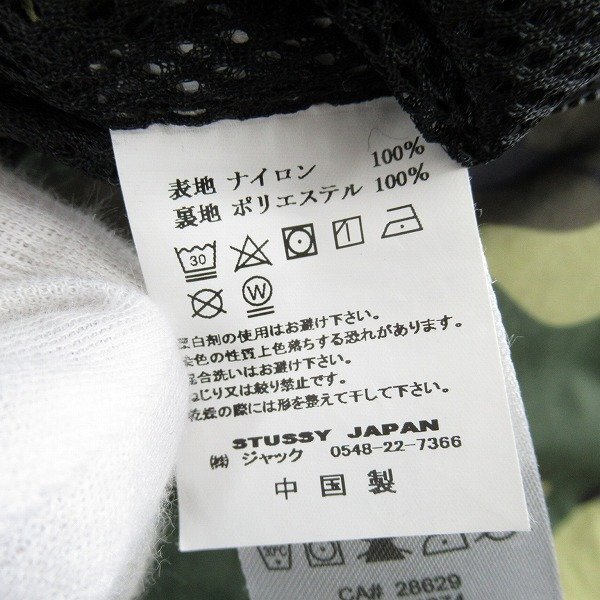 表地 ナイロン 100%
裏地 ポリエステル 100%
30
1
W
白剤の使用はお避け下さい。
染色の性質上色落ちする恐れがあります。
混合洗いはお避け下さい。
ねじり又は絞り禁止です。
乾燥の際には形を整えて干して下さい。
STUSSY JAPAN
㈱ ジャック 0548-22-7366
中国製
30°C
CA# 28629